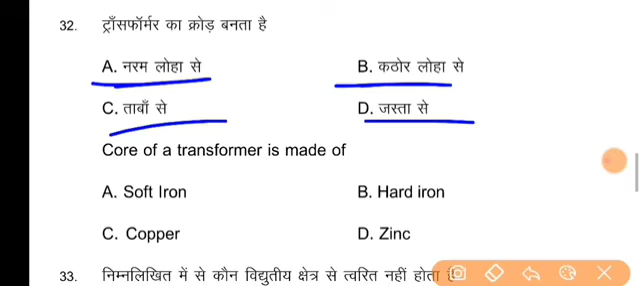 32. ट्राँसफॉर्मर का क्रोड़ बनता है
A. नरम लोहा से B. कठोर लोहा से
C. ताबाँ से D. जस्ता से
Core of a transformer is made of
A. Soft Iron B. Hard iron
C. Copper D. Zinc
33. निम्नलिखित में से कौन विद्युतीय क्षेत्र से त्वरित नहीं होता है